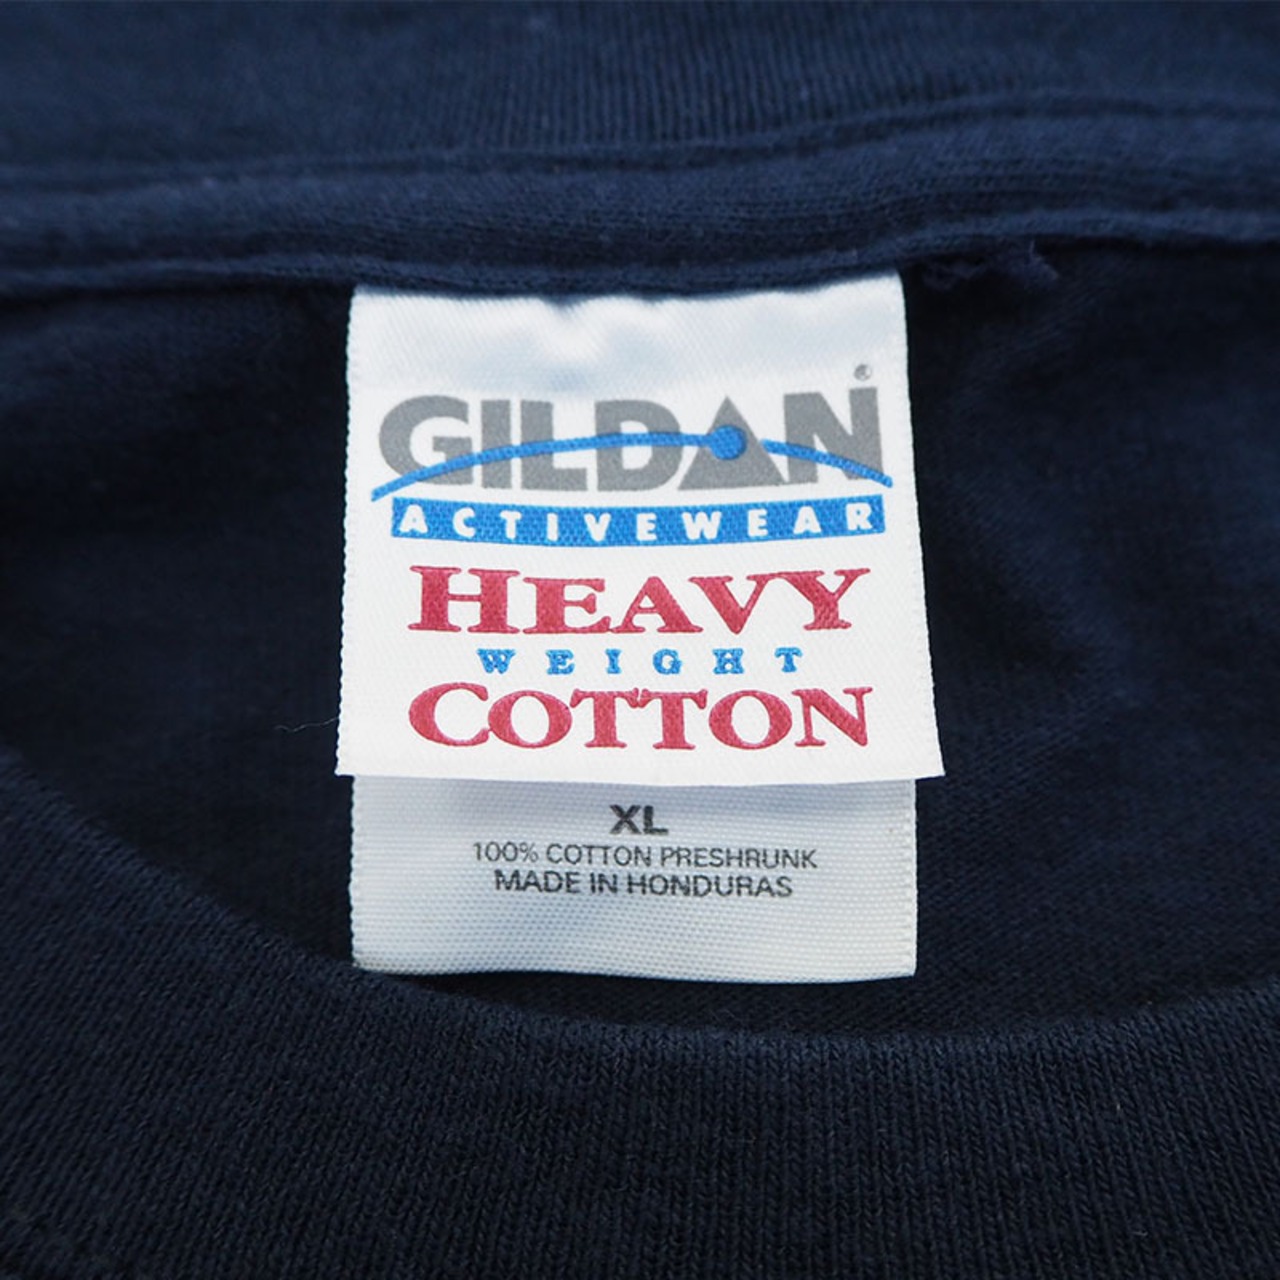 GILDAN®
ACTIVEWEAR
HEAVY
WEIGHT
COTTON
XL
100% COTTON PRESHRUNK
MADE IN HONDURAS